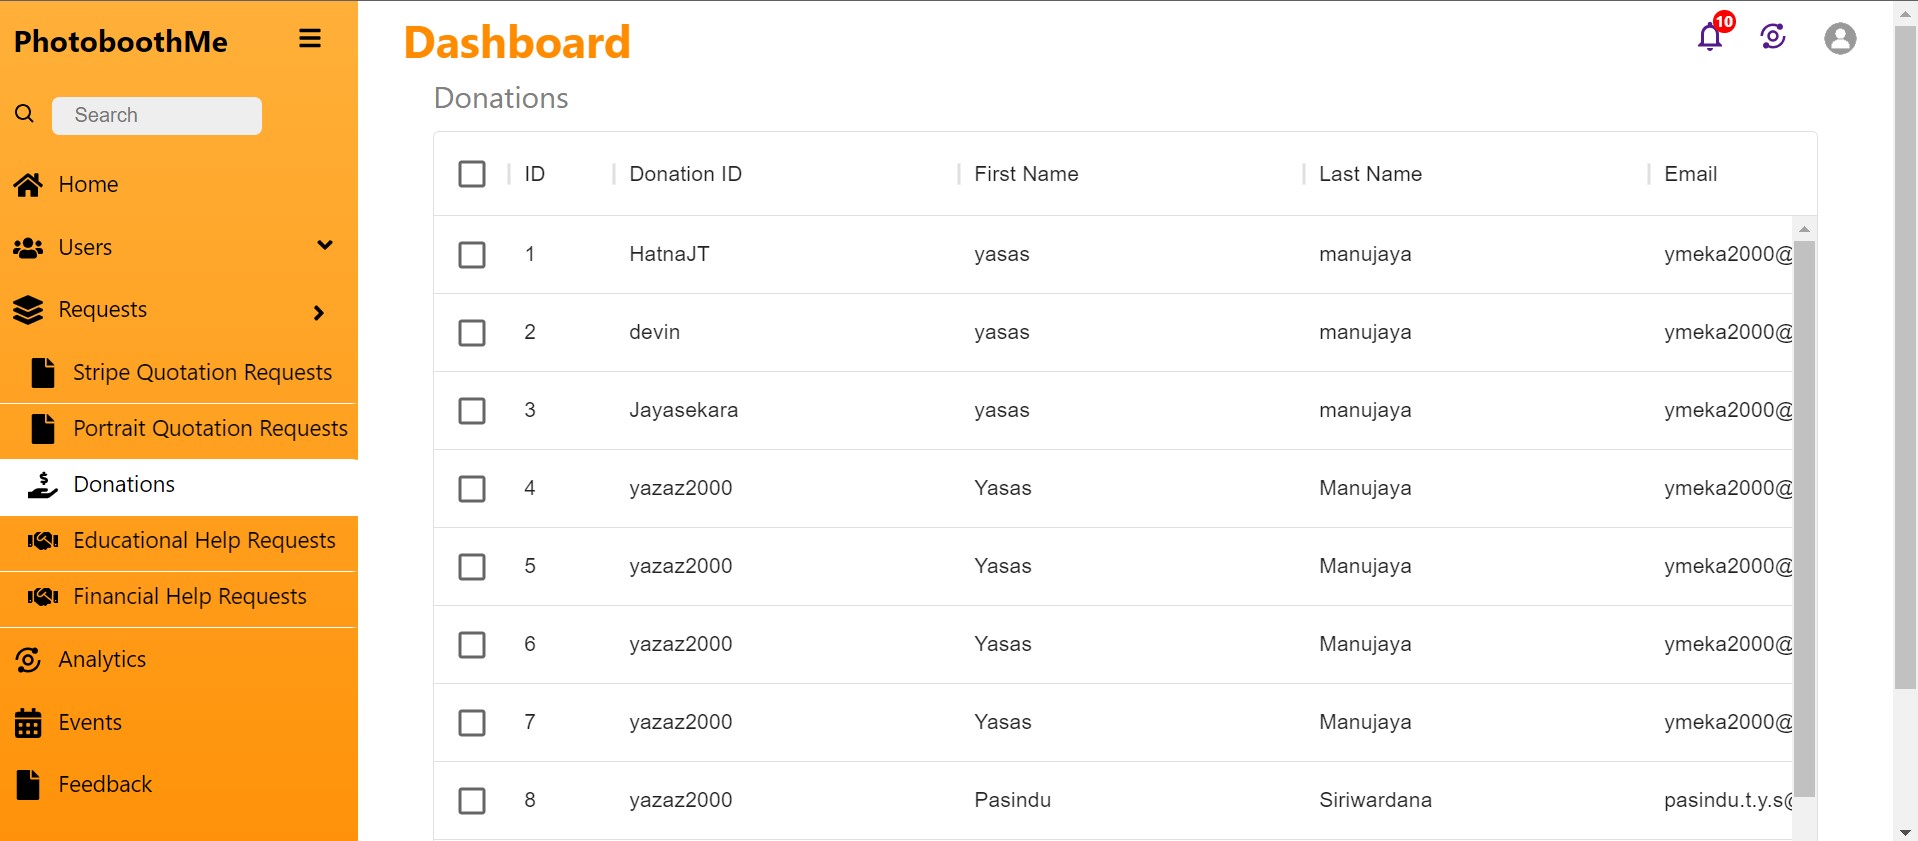 PhotoboothMe
Search
Home
Users
Requests
Stripe Quotation Requests
Portrait Quotation Requests
Donations
Educational Help Requests
Financial Help Requests
Analytics
Events
Feedback
Dashboard
10
Donations
ID Donation ID First Name Last Name Email
1 HatnaJT yasas manujaya ymeka2000@
2 devin yasas manujaya ymeka2000@
3 Jayasekara yasas manujaya ymeka2000@
4 yazaz2000 Yasas Manujaya ymeka2000@
5 yazaz2000 Yasas Manujaya ymeka2000@
6 yazaz2000 Yasas Manujaya ymeka2000@
7 yazaz2000 Yasas Manujaya ymeka2000@
8 yazaz2000 Pasindu Siriwardana pasindu.t.y.s@